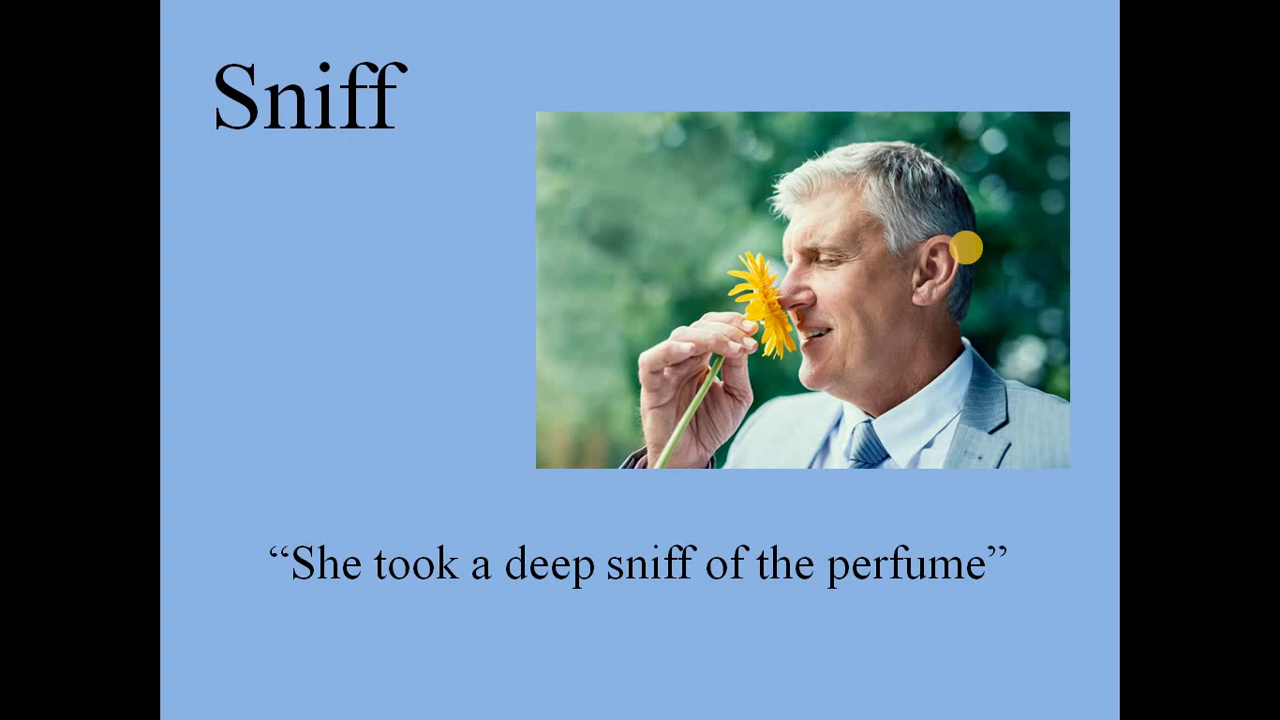 Sniff
“She took a deep sniff of the perfume”